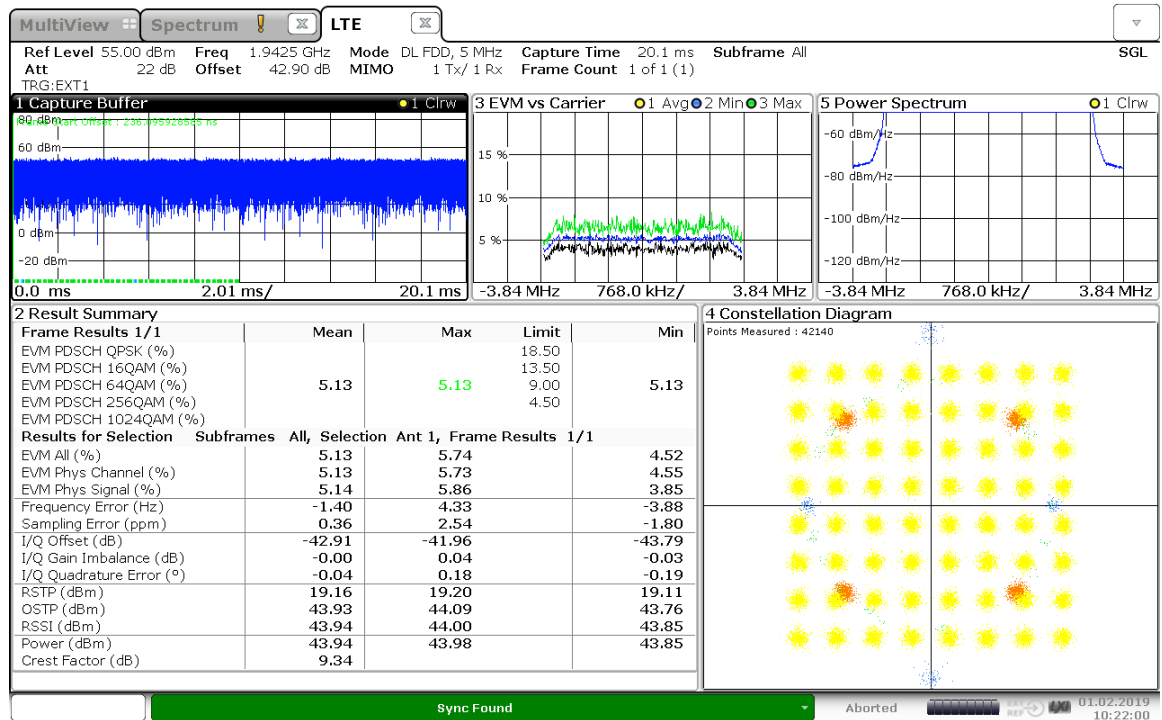 MultiView Spectrum LTE
Ref Level 55.00 dBm Freq 1.9425 GHz Mode DL FDD, 5 MHz Capture Time 20.1 ms Subframe All SGL
Att 22 dB Offset 42.90 dB MIMO 1 Tx/ 1 Rx Frame Count 1 of 1 (1)
TRG:EXT1
1 Capture Buffer 1 Clrw
80 dBm
60 dBm
0 dBm
-20 dBm
0.0 ms 2.01 ms/ 20.1 ms
3 EVM vs Carrier 1 Avg 2 Min 3 Max
15 %
10 %
5 %
-3.84 MHz 768.0 kHz/ 3.84 MHz
5 Power Spectrum 1 Clrw
-60 dBm/Hz
-80 dBm/Hz
-100 dBm/Hz
-120 dBm/Hz
-3.84 MHz 768.0 kHz/ 3.84 MHz
2 Result Summary
Frame Results 1/1 Mean Max Limit Min
EVM PDSCH QPSK (%) 18.50
EVM PDSCH 16QAM (%) 13.50
EVM PDSCH 64QAM (%) 5.13 5.13 9.00 5.13
EVM PDSCH 256QAM (%) 4.50
EVM PDSCH 1024QAM (%)
Results for Selection Subframes All, Selection Ant 1, Frame Results 1/1
EVM All (%) 5.13 5.74 4.52
EVM Phys Channel (%) 5.13 5.73 4.55
EVM Phys Signal (%) 5.14 5.86 3.85
Frequency Error (Hz) -1.40 4.33 -3.88
Sampling Error (ppm) 0.36 2.54 -1.80
I/Q Offset (dB) -42.91 -41.96 -43.79
I/Q Gain Imbalance (dB) -0.00 0.04 -0.03
I/Q Quadrature Error (°) -0.04 0.18 -0.19
RSTP (dBm) 19.16 19.20 19.11
OSTP (dBm) 43.93 44.09 43.76
RSSI (dBm) 43.94 44.00 43.85
Power (dBm) 43.94 43.98 43.85
Crest Factor (dB) 9.34
4 Constellation Diagram
Points Measured : 42140
Sync Found
Aborted
LXI
01.02.2019
10:22:00